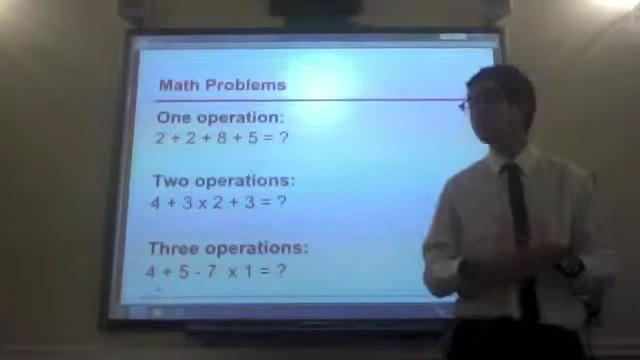 Math Problems
One operation:
2 + 2 + 8 + 5 = ?
Two operations:
4 + 3 x 2 + 3 = ?
Three operations:
4 + 5 - 7 x 1 = ?